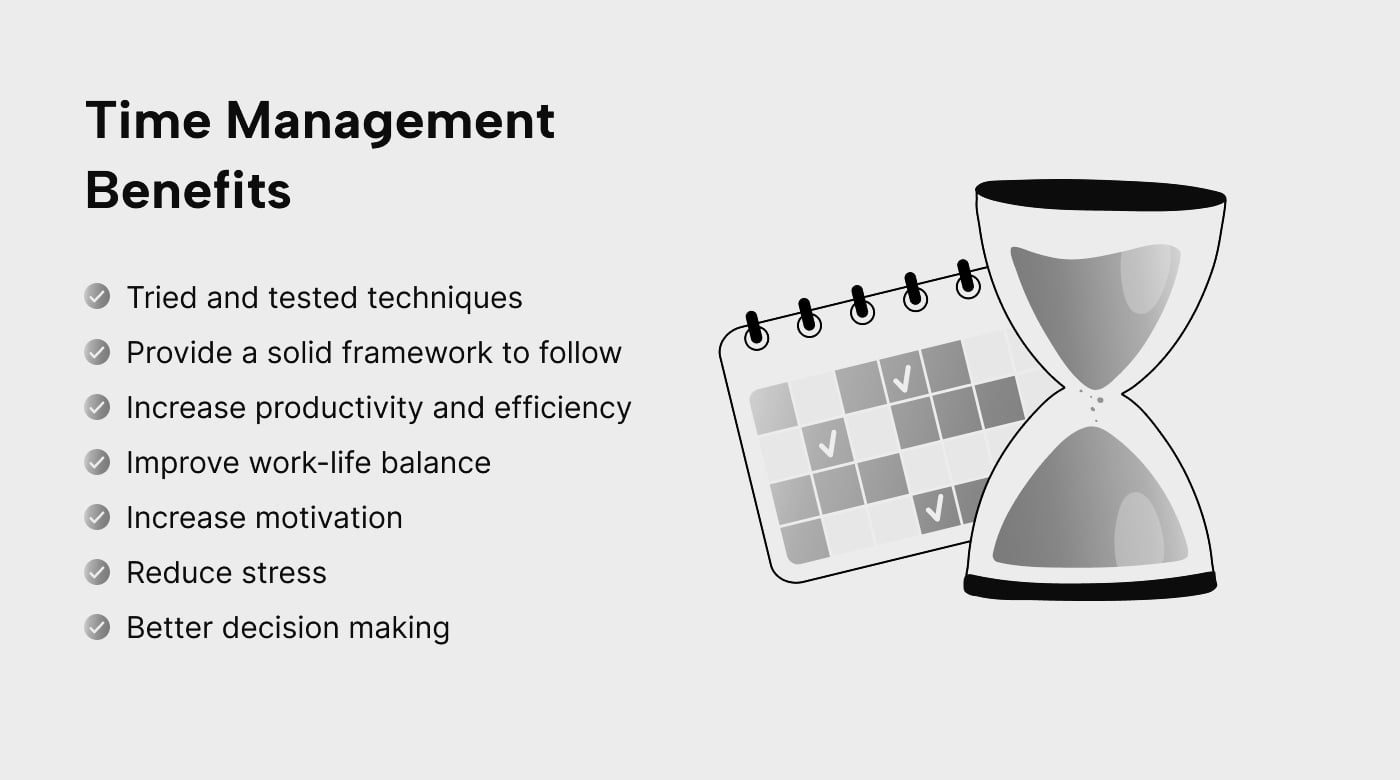 Time Management
Benefits
Tried and tested techniques
Provide a solid framework to follow
Increase productivity and efficiency
Improve work-life balance
Increase motivation
Reduce stress
Better decision making